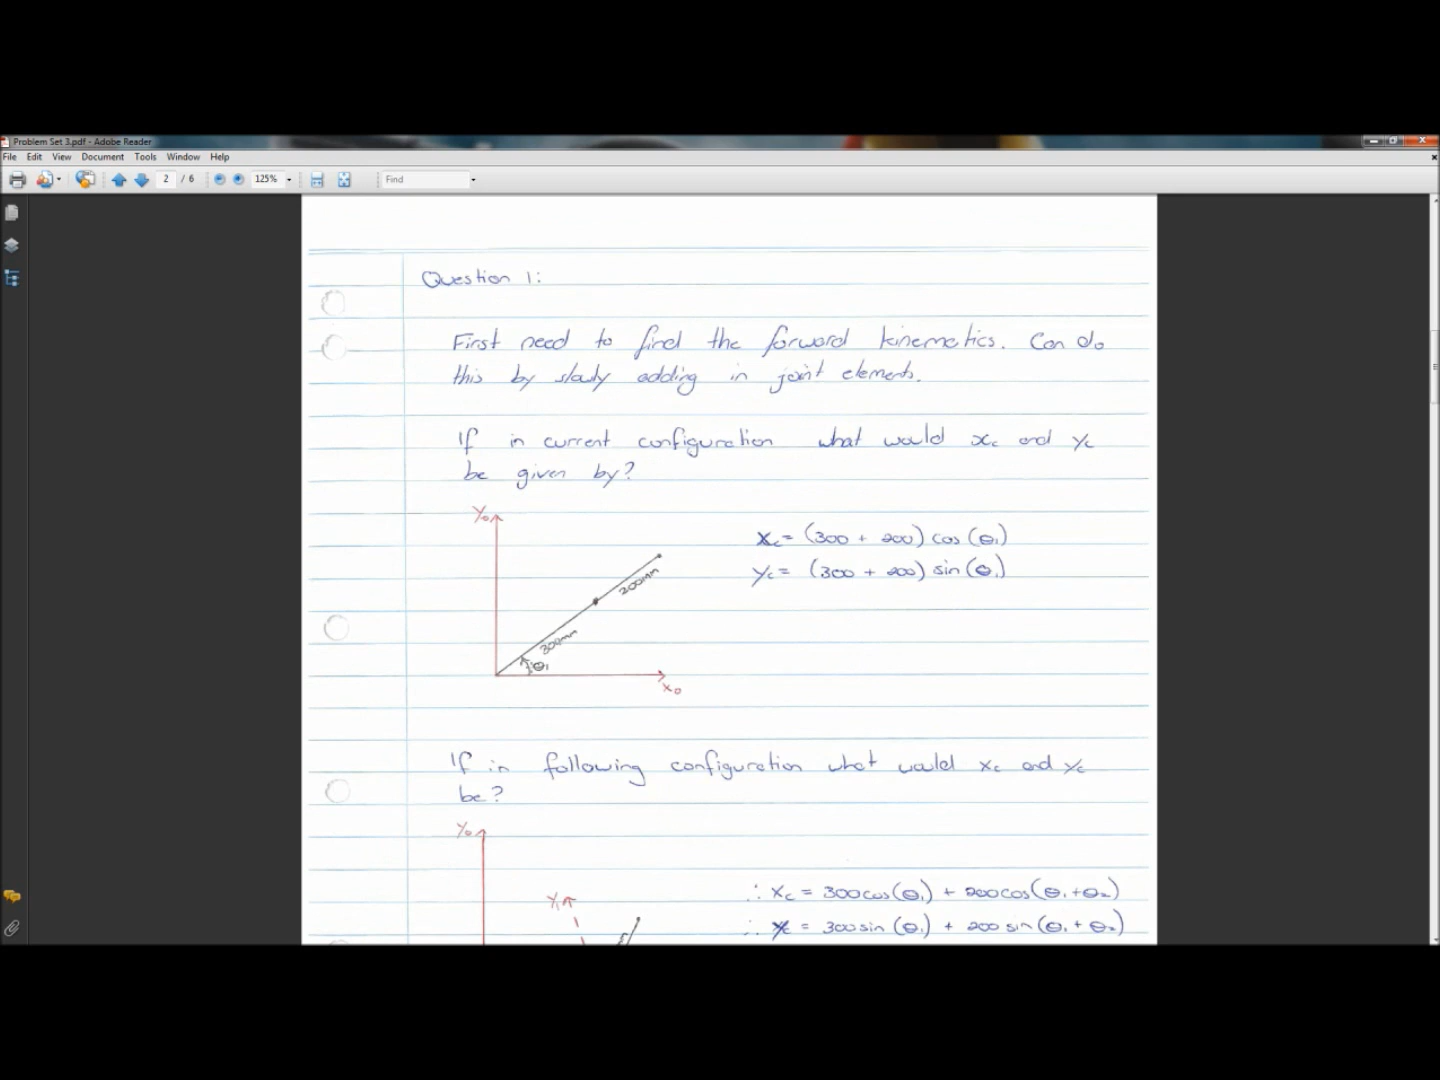 Problem Set 3.pdf - Adobe Reader
File Edit View Document Tools Window Help
2 / 6 125% Find
Question 1:
First need to find the forward kinematics. Can do
this by slowly adding in joint elements.
If in current configuration what would xc and yc
be given by?
Y₀
xc = (300 + 200) cos(θ₁)
yc = (300 + 200) sin(θ₁)
200mm
300mm
θ₁
X₀
If in following configuration what would xc and yc
be?
Y₀
∴ xc = 300cos(θ₁) + 200cos(θ₁+θ₂)
Y₁
∴ yc = 300sin(θ₁) + 200 sin(θ₁ + θ₂)